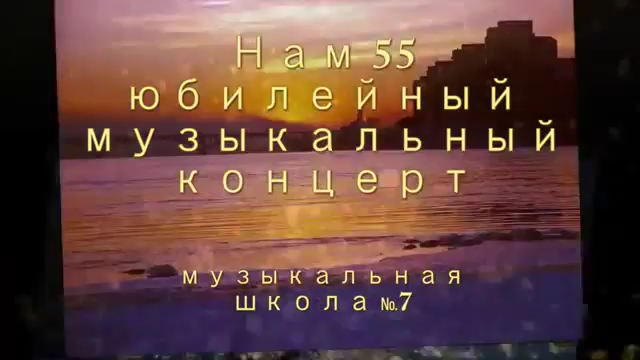 Нам 55
юбилейный
музыкальный
концерт
музыкальная
школа №7